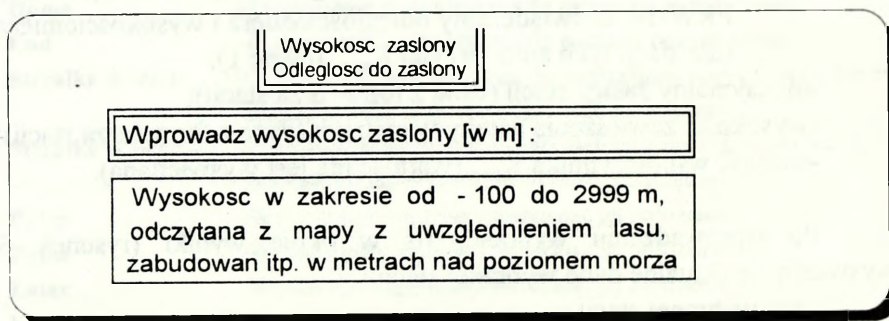 Wysokosc zaslony
Odleglosc do zaslony
Wprowadz wysokosc zaslony [w m] :
Wysokosc w zakresie od - 100 do 2999 m,
odczytana z mapy z uwzglednieniem lasu,
zabudowan itp. w metrach nad poziomem morza